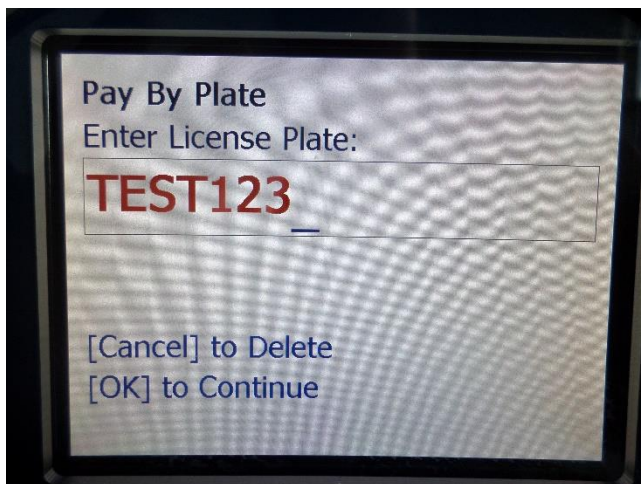 Pay By Plate
Enter License Plate:
TEST123_
[Cancel] to Delete
[OK] to Continue